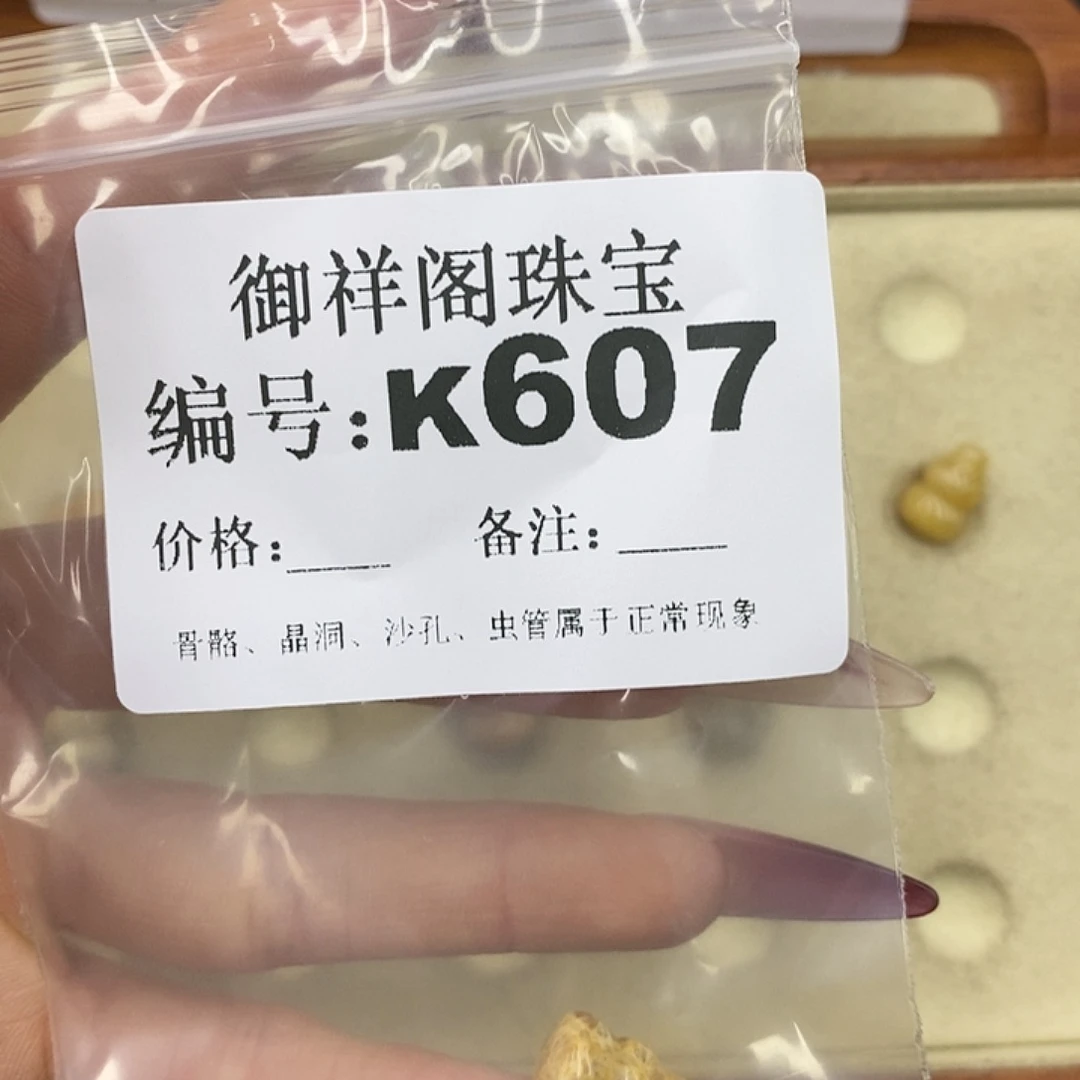 御祥阁珠宝
编号:K607
价格:____ 备注:____
骨骼、晶洞、沙孔、虫管属于正常现象